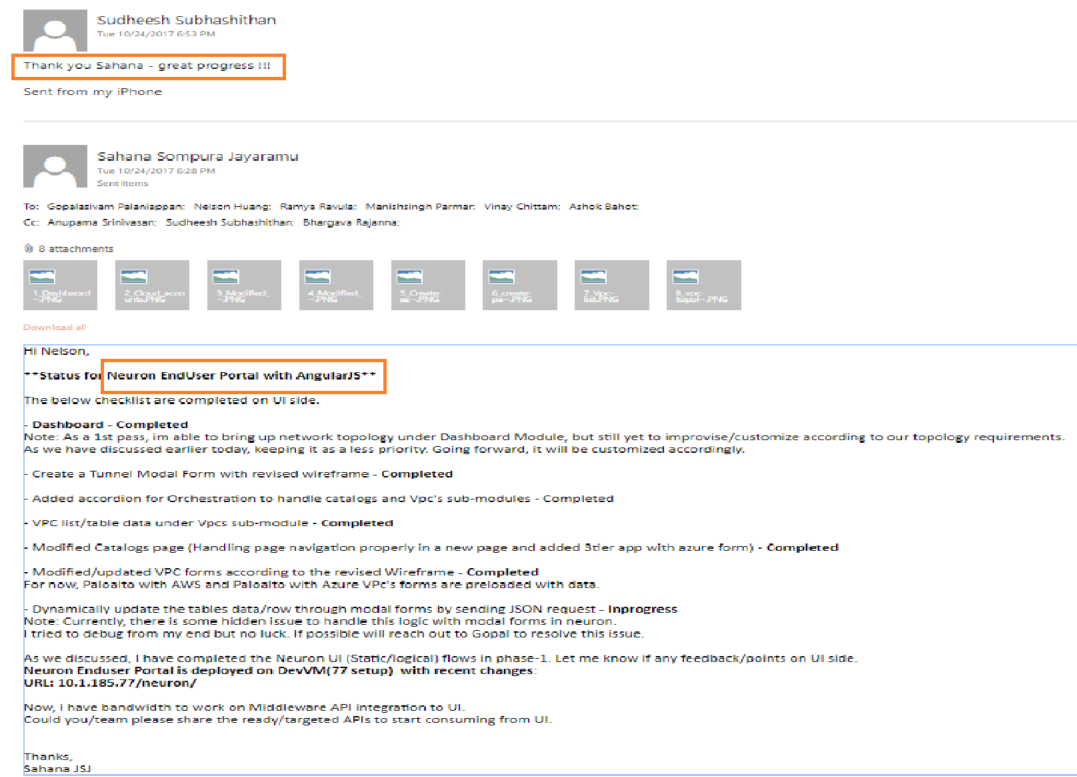 Sudheesh Subhashithan
Tue 10/24/2017 6:53 PM
Thank you Sahana - great progress !!!
Sent from my iPhone
Sahana Sompura Jayaramu
Tue 10/24/2017 6:28 PM
Sent Items
To: Gopalasivam Palaniappan; Nelson Huang; Ramya Ravula; Manishsingh Parmar; Vinay Chittam; Ashok Bahot;
Cc: Anupama Srinivasan; Sudheesh Subhashithan; Bhargava Rajanna;
8 attachments
1_Dashboard ~.PNG 2_Cloud_accounts.PNG 3_Modified_~.PNG 4_Modified_~.PNG 5_Create-as~.PNG 6_create-pa~.PNG 7_Vpc-list.PNG 8_vpc-topol~.PNG
Download all
Hi Nelson,
**Status for Neuron EndUser Portal with AngularJS**
The below checklist are completed on UI side.
- Dashboard - Completed
Note: As a 1st pass, im able to bring up network topology under Dashboard Module, but still yet to improvise/customize according to our topology requirements.
As we have discussed earlier today, keeping it as a less priority. Going forward, it will be customized accordingly.
- Create a Tunnel Modal Form with revised wireframe - Completed
- Added accordion for Orchestration to handle catalogs and Vpc's sub-modules - Completed
- VPC list/table data under Vpcs sub-module - Completed
- Modified Catalogs page (Handling page navigation properly in a new page and added 3tier app with azure form) - Completed
- Modified/updated VPC forms according to the revised Wireframe - Completed
For now, Paloalto with AWS and Paloalto with Azure VPc's forms are preloaded with data.
- Dynamically update the tables data/row through modal forms by sending JSON request - Inprogress
Note: Currently, there is some hidden issue to handle this logic with modal forms in neuron.
I tried to debug from my end but no luck. If possible will reach out to Gopal to resolve this issue.
As we discussed, I have completed the Neuron UI (Static/logical) flows in phase-1. Let me know if any feedback/points on UI side.
Neuron Enduser Portal is deployed on DevVM(77 setup) with recent changes:
URL: 10.1.185.77/neuron/
Now, i have bandwidth to work on Middleware API integration to UI.
Could you/team please share the ready/targeted APIs to start consuming from UI.
Thanks,
Sahana JSJ